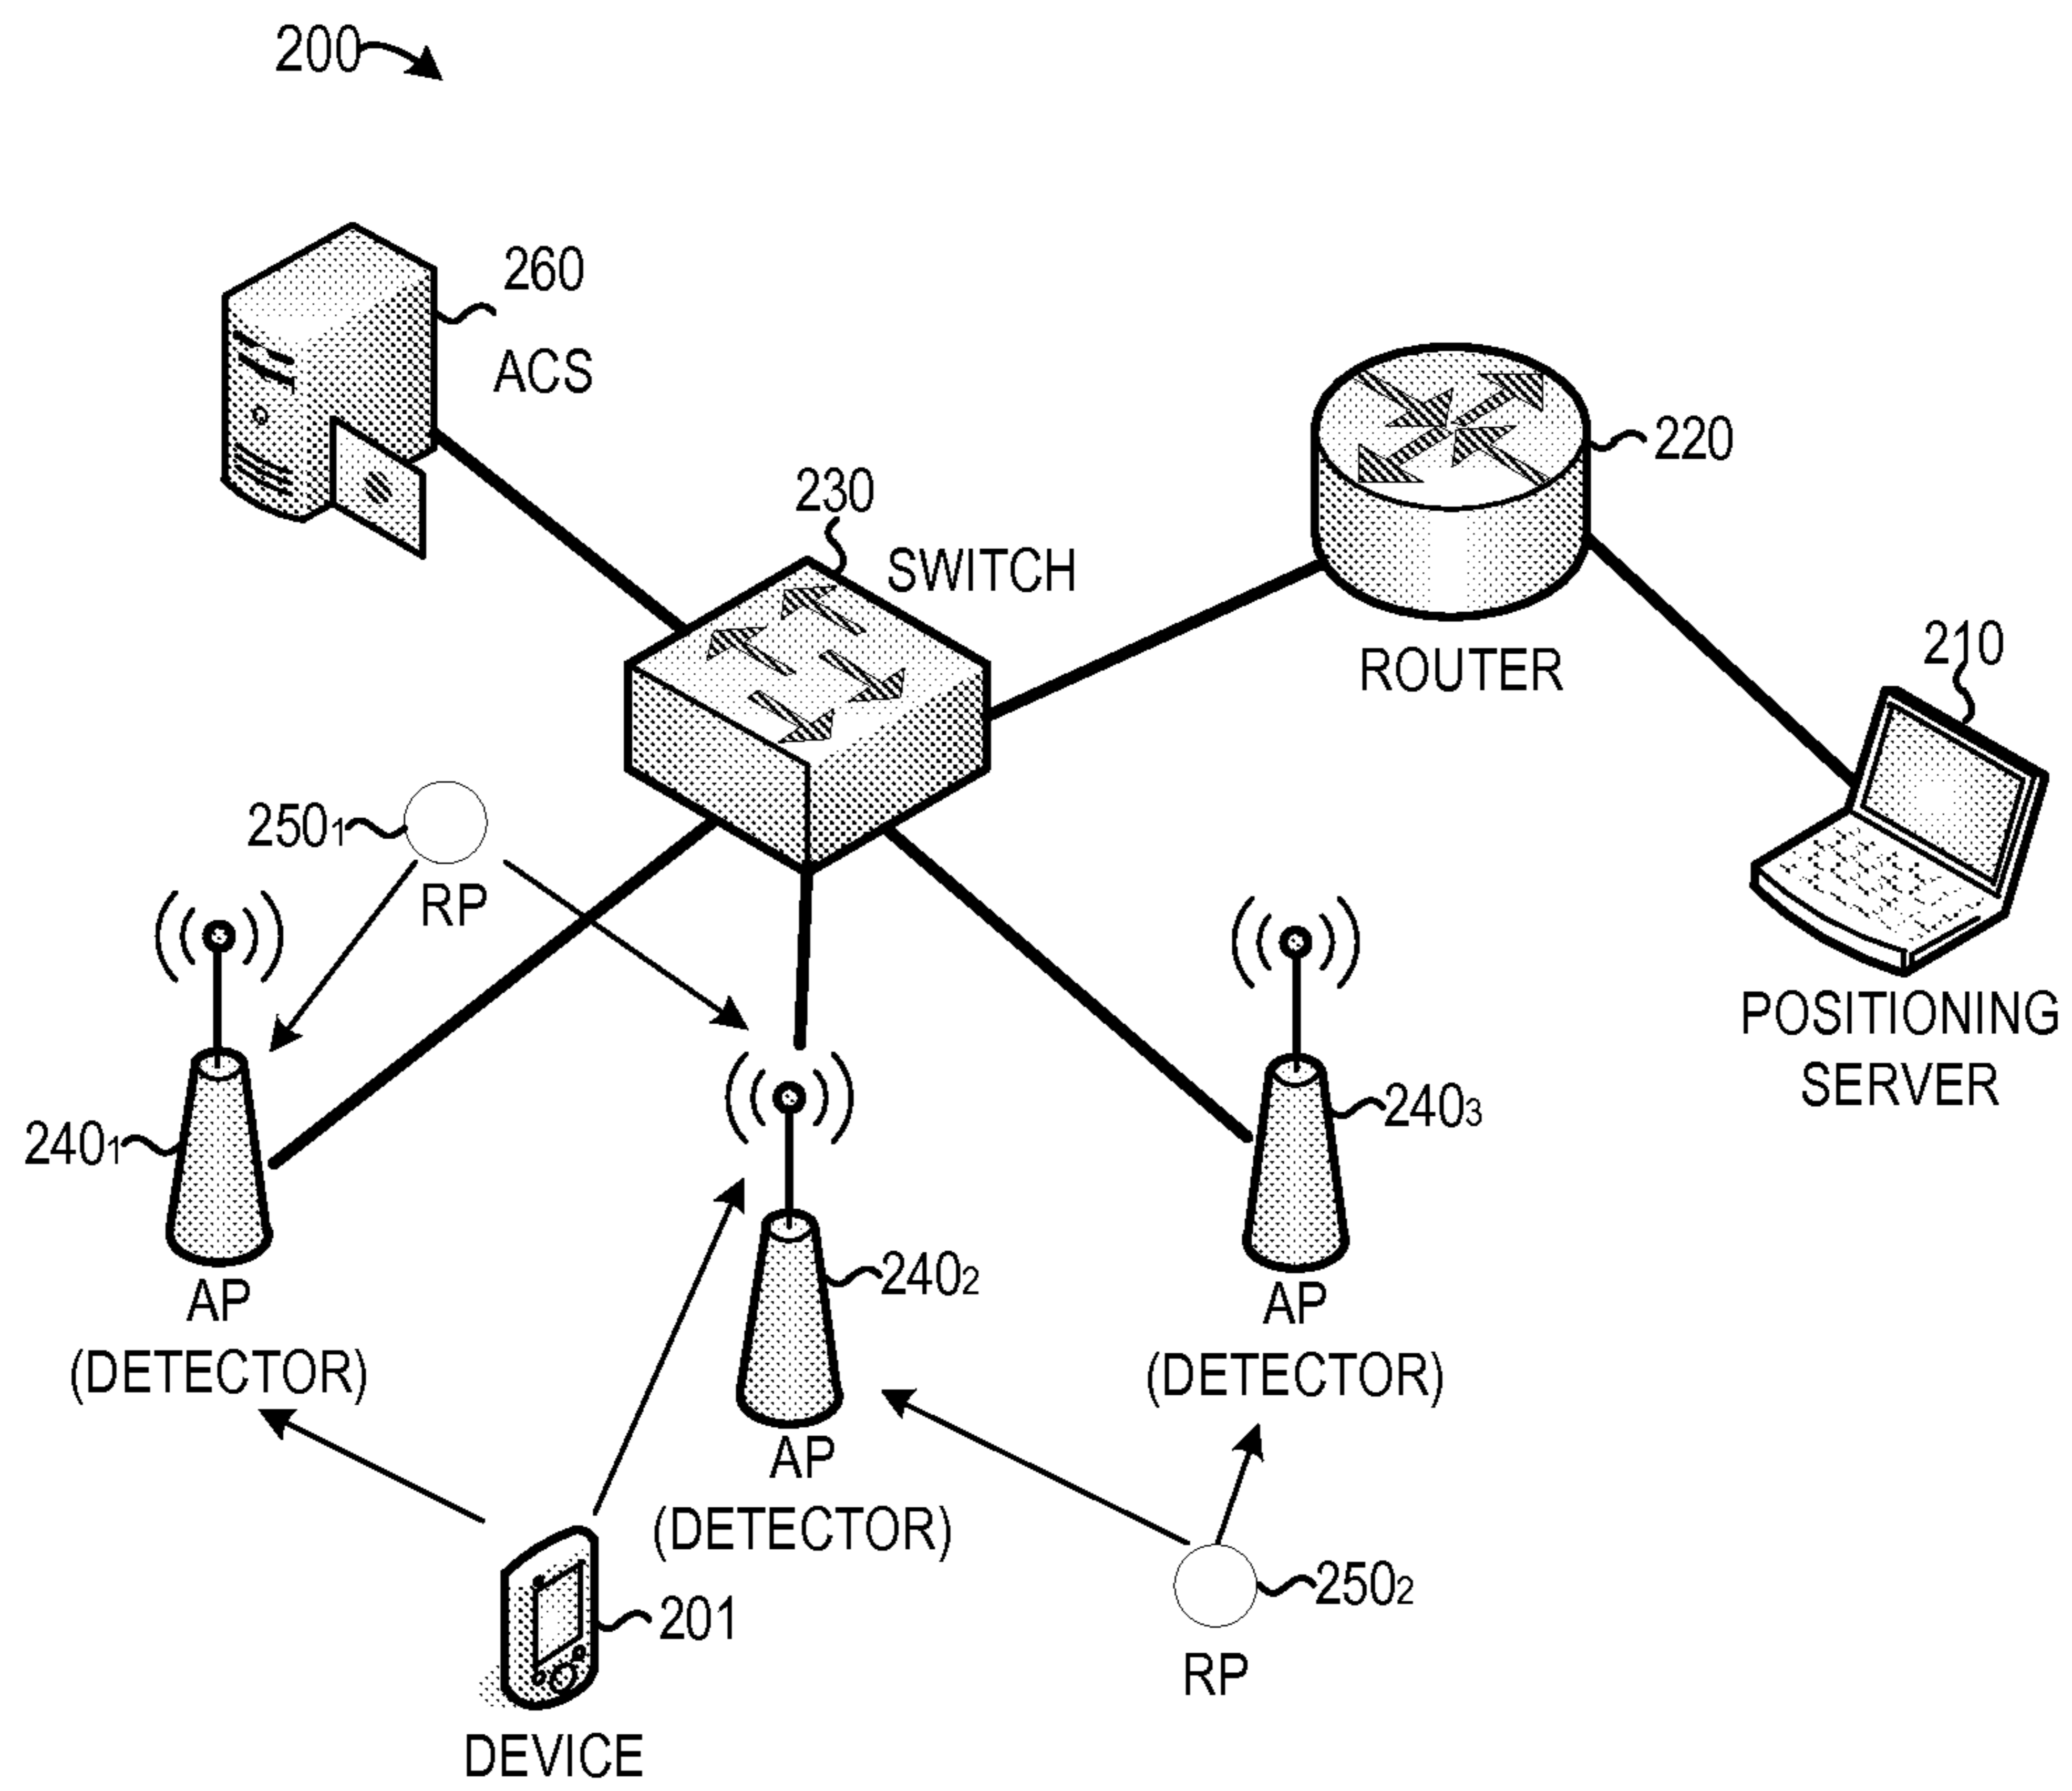 200
260
ACS
220
230
SWITCH
ROUTER
210
250₁
RP
POSITIONING
SERVER
240₁
240₃
240₂
AP
(DETECTOR)
AP
(DETECTOR)
AP
(DETECTOR)
201
250₂
RP
DEVICE